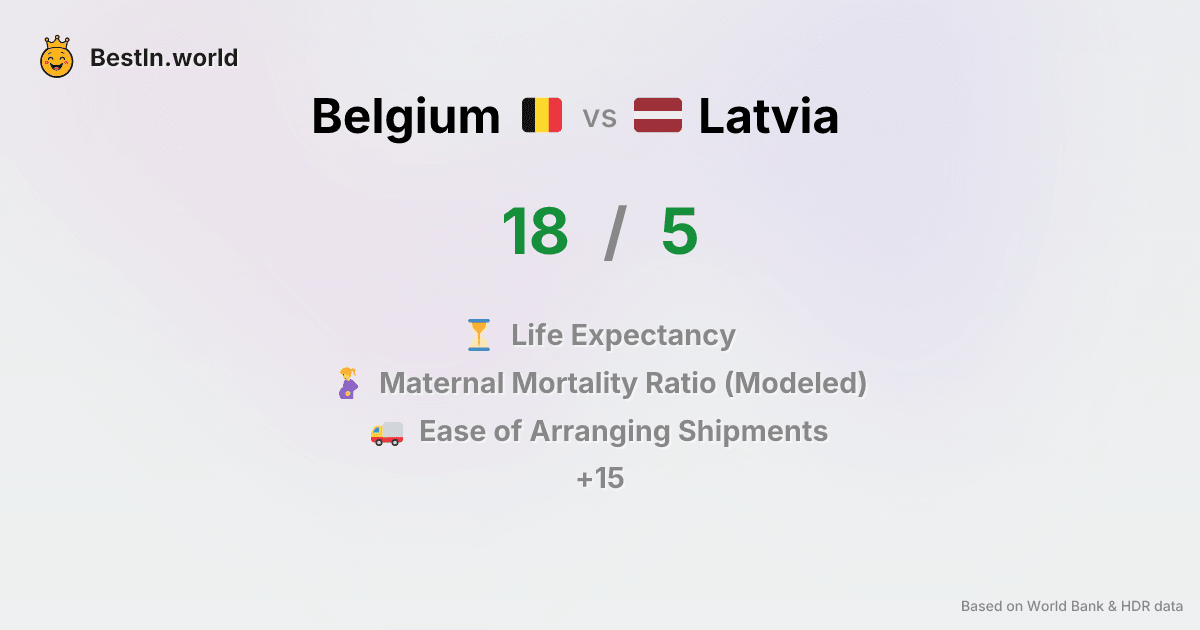 BestIn.world
Belgium vs Latvia
18 / 5
Life Expectancy
Maternal Mortality Ratio (Modeled)
Ease of Arranging Shipments
+15
Based on World Bank & HDR data